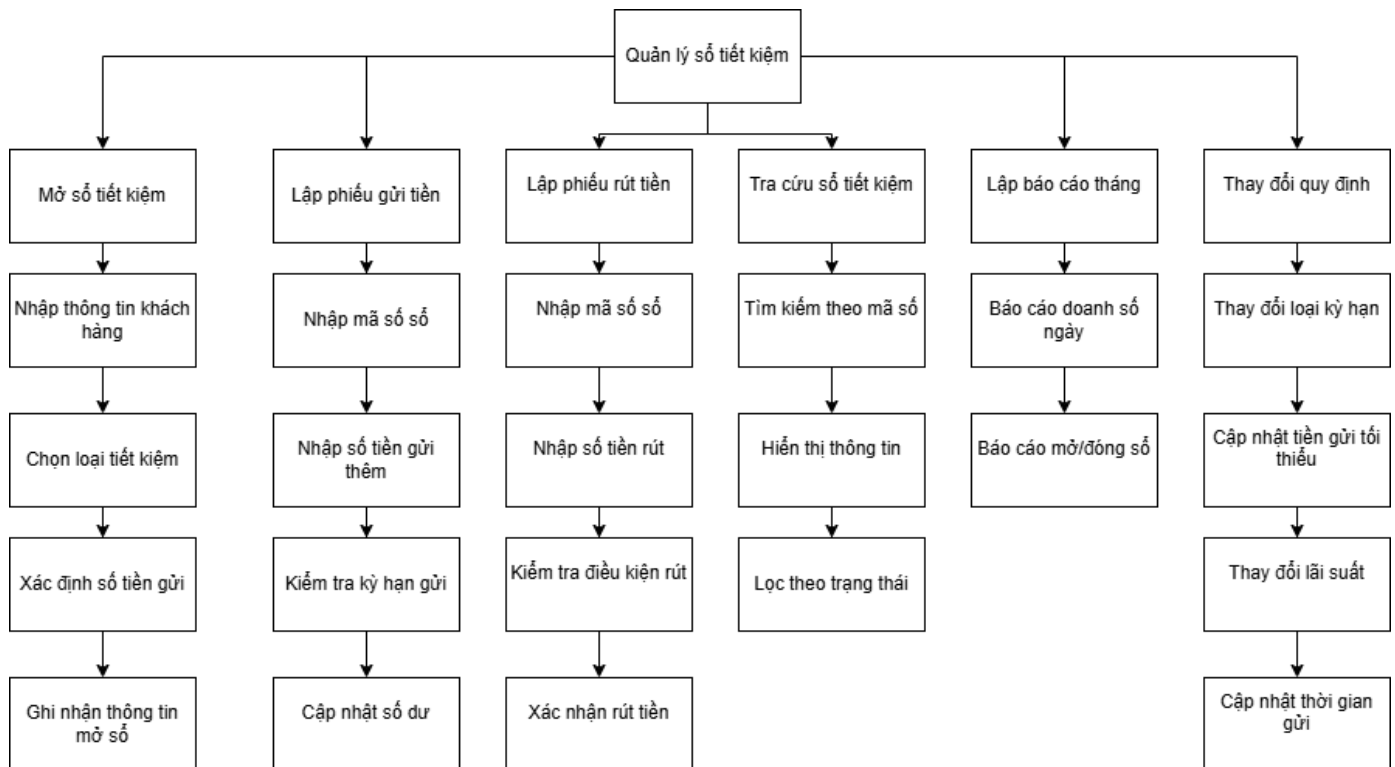 Quản lý sổ tiết kiệm
Mở sổ tiết kiệm
Lập phiếu gửi tiền
Lập phiếu rút tiền
Tra cứu sổ tiết kiệm
Lập báo cáo tháng
Thay đổi quy định
Nhập thông tin khách
hàng
Nhập mã số sổ
Nhập mã số sổ
Tìm kiếm theo mã số
Báo cáo doanh số
ngày
Thay đổi loại kỳ hạn
Chọn loại tiết kiệm
Nhập số tiền gửi
thêm
Nhập số tiền rút
Hiển thị thông tin
Báo cáo mở/đóng sổ
Cập nhật tiền gửi tối
thiểu
Xác định số tiền gửi
Kiểm tra kỳ hạn gửi
Kiểm tra điều kiện rút
Lọc theo trạng thái
Thay đổi lãi suất
Ghi nhận thông tin
mở sổ
Cập nhật số dư
Xác nhận rút tiền
Cập nhật thời gian
gửi